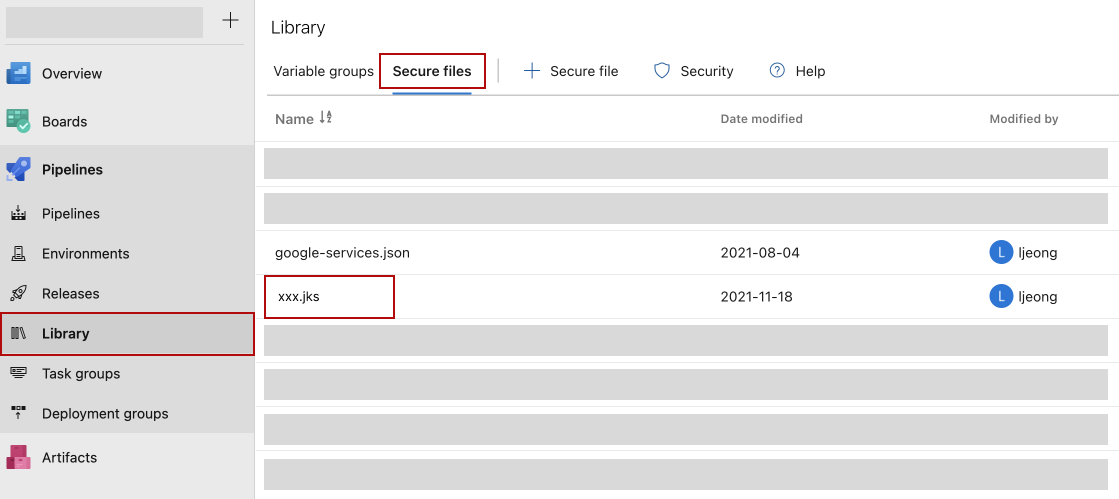 Overview
Boards
Pipelines
Pipelines
Environments
Releases
Library
Task groups
Deployment groups
Artifacts
Library
Variable groups Secure files Secure file Security ? Help
Name Date modified Modified by
google-services.json 2021-08-04 L ljeong
xxx.jks 2021-11-18 L ljeong